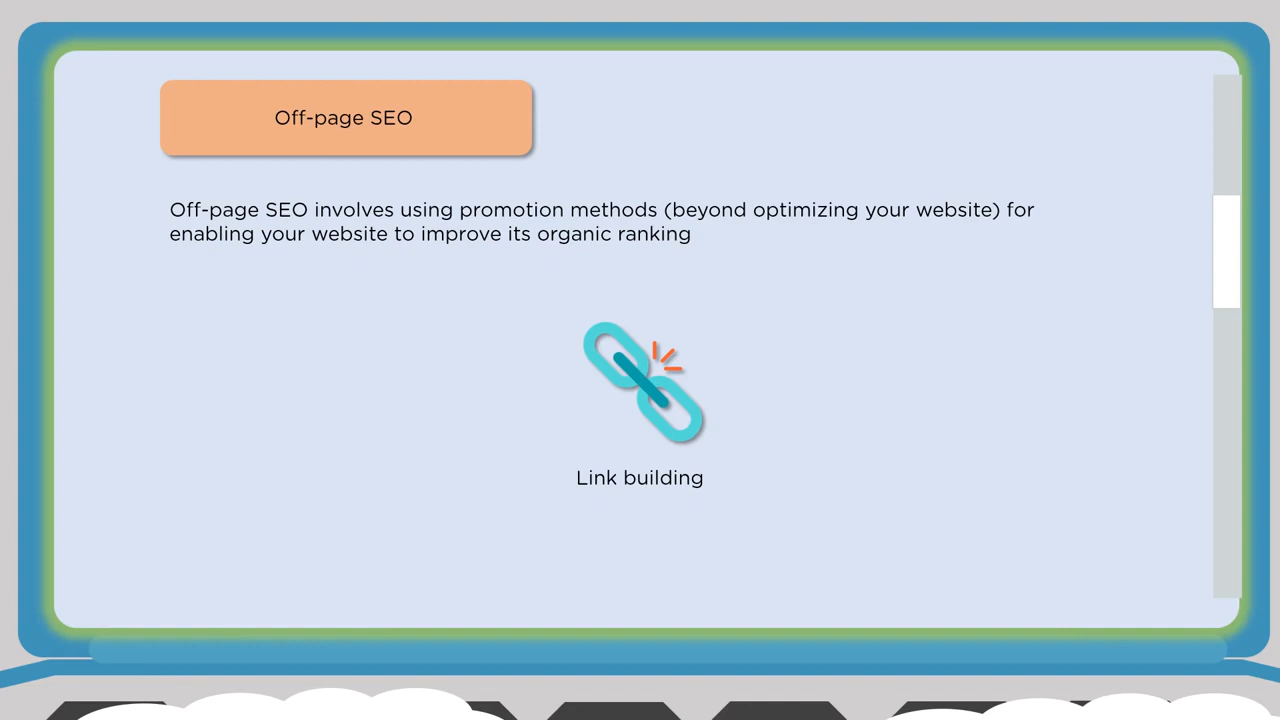 Off-page SEO
Off-page SEO involves using promotion methods (beyond optimizing your website) for
enabling your website to improve its organic ranking
Link building